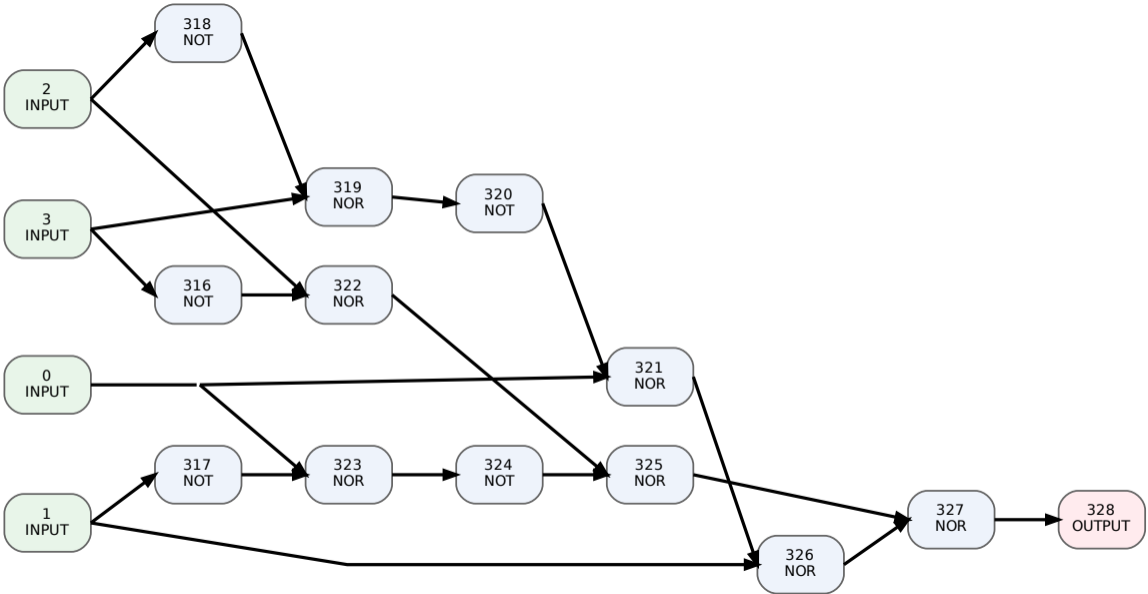 318
NOT
2
INPUT
319
NOR
320
NOT
3
INPUT
316
NOT
322
NOR
0
INPUT
321
NOR
317
NOT
323
NOR
324
NOT
325
NOR
1
INPUT
327
NOR
328
OUTPUT
326
NOR